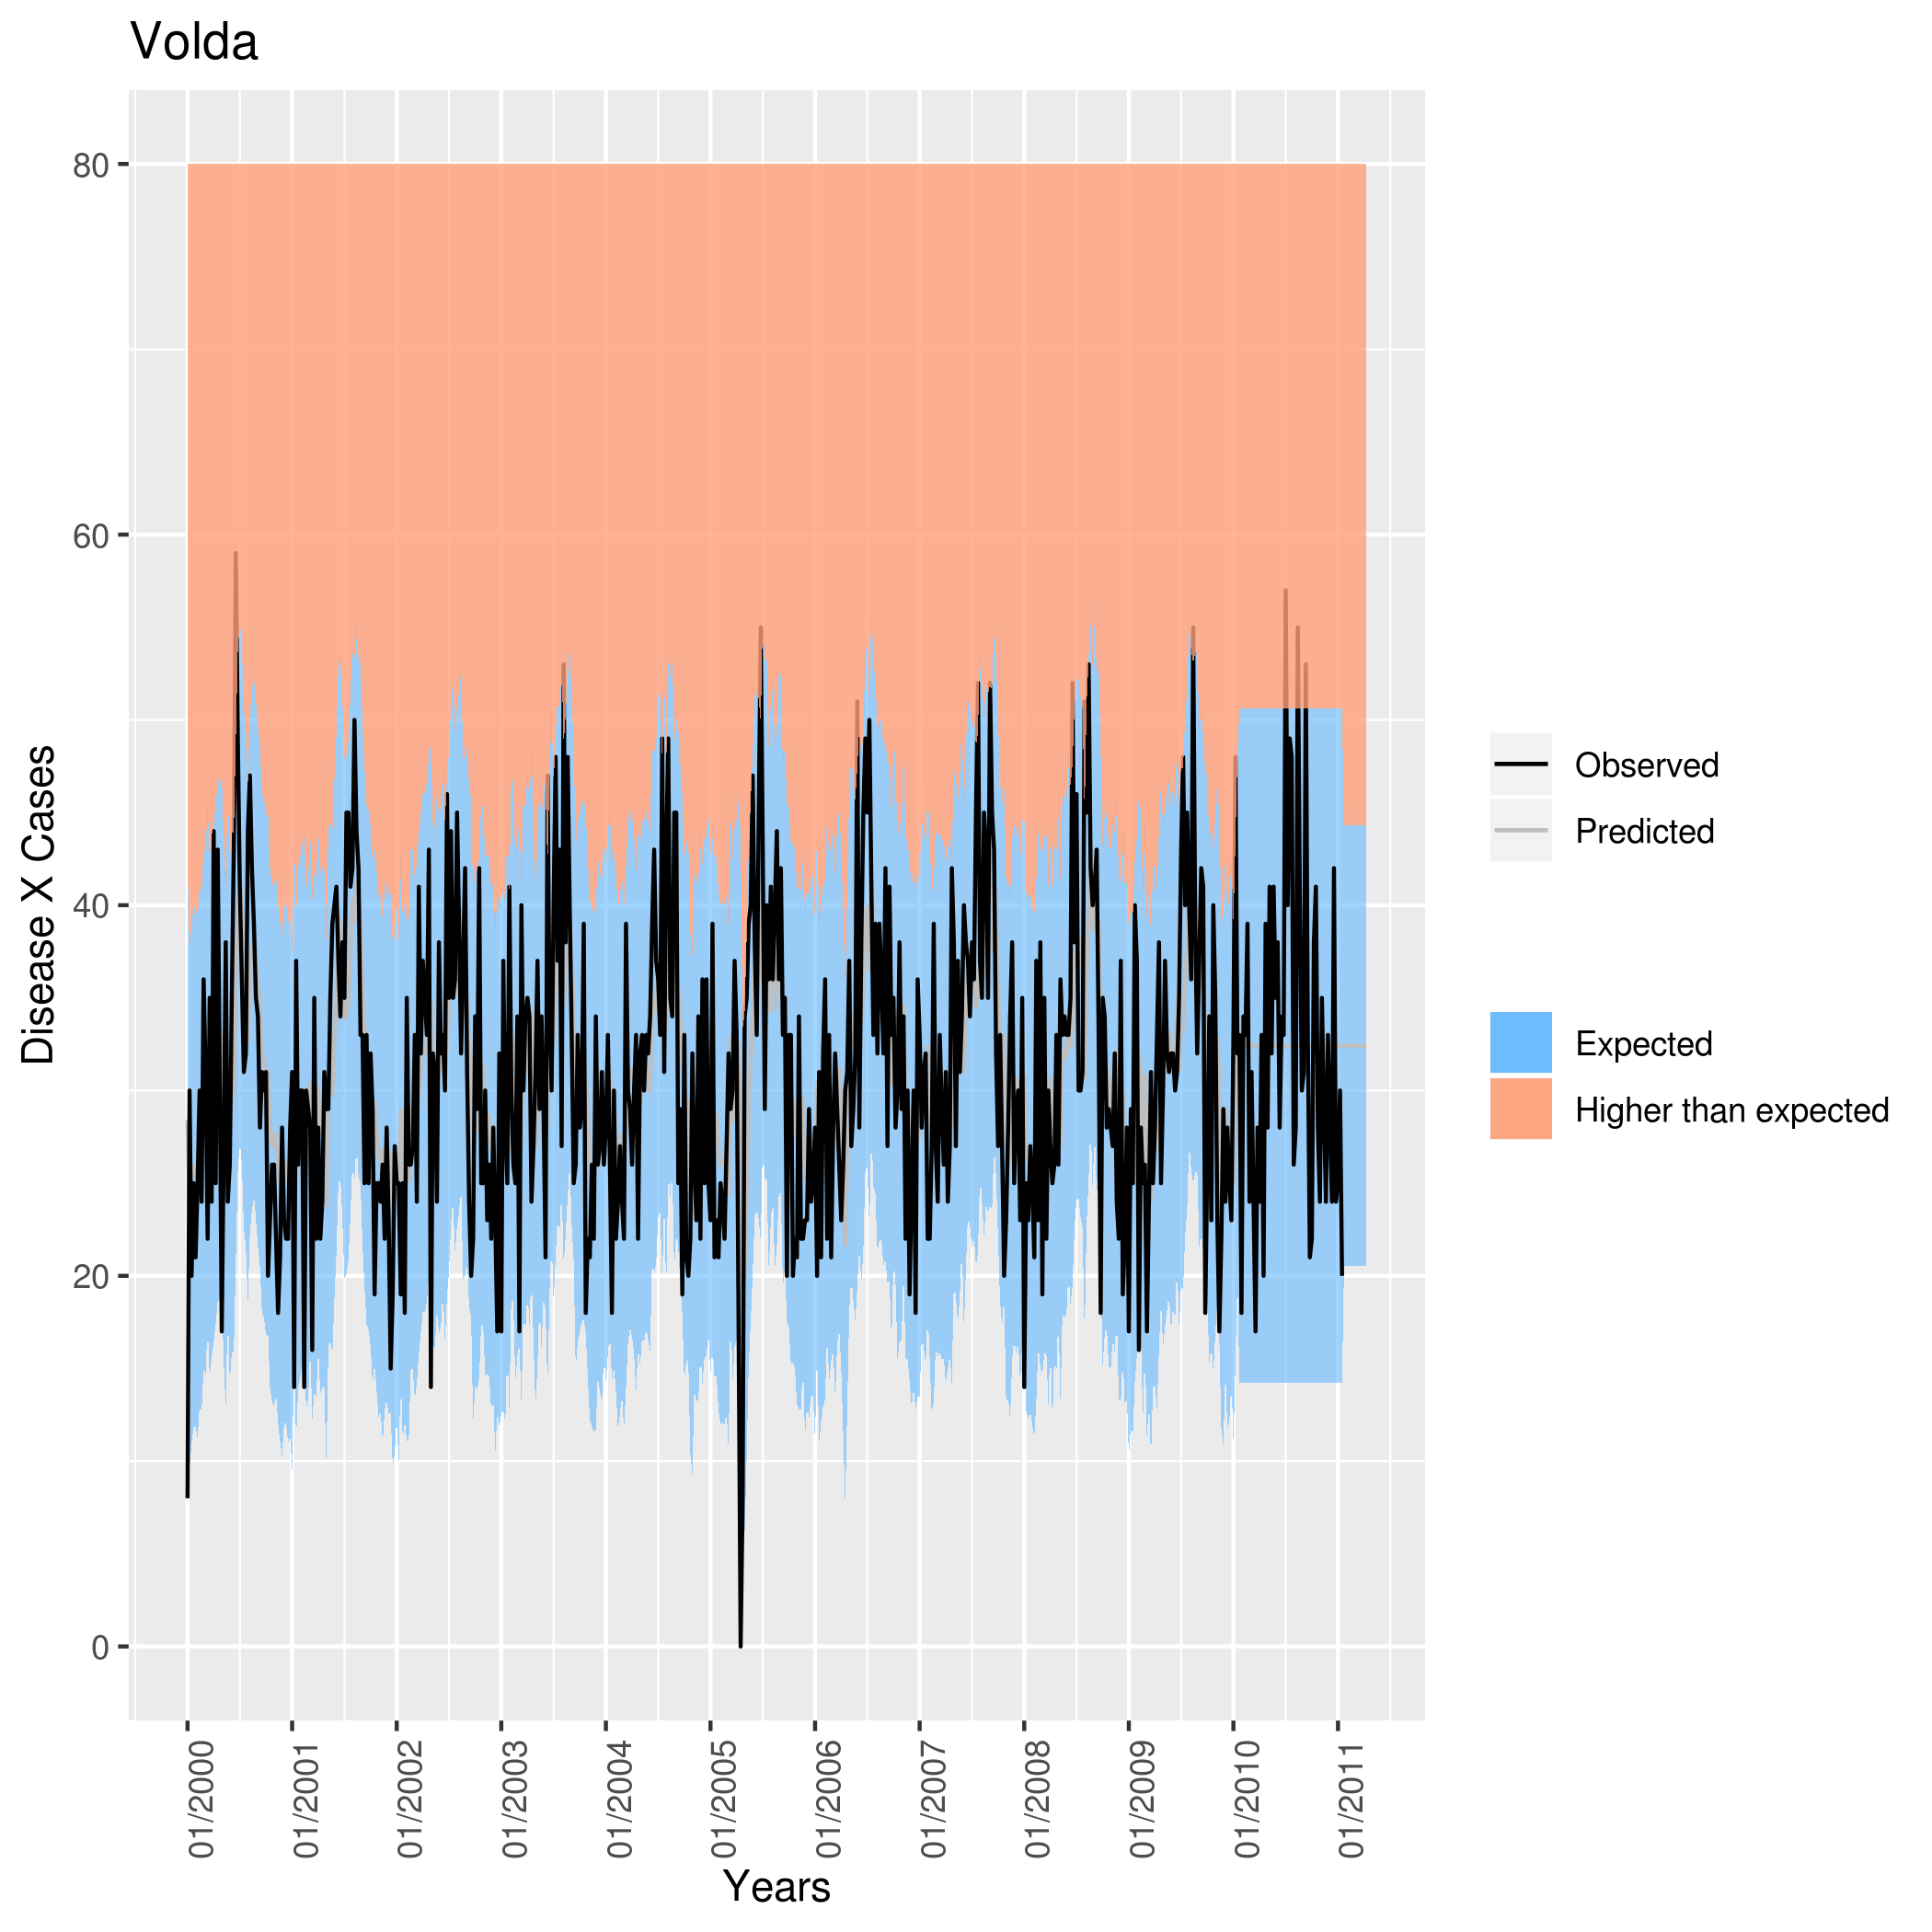 Volda
Disease X Cases
80
60
40
20
0
01/2000
01/2001
01/2002
01/2003
01/2004
01/2005
01/2006
01/2007
01/2008
01/2009
01/2010
01/2011
Years
Observed
Predicted
Expected
Higher than expected